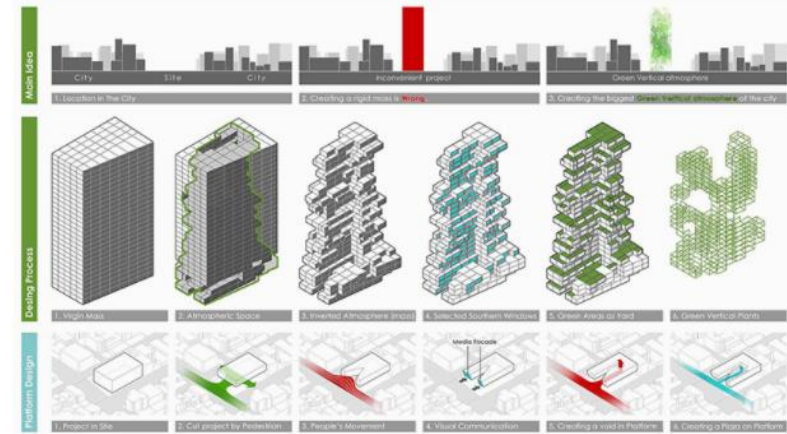 Main Idea
City
Site
City
Inconvenient project
Green Vertical atmosphere
1. Location in The City
2. Creating a rigid mass is Wrong
3. Creating the biggest Green Vertical atmosphere of the city
Desing Process
1. Virgin Mass
2. Atmospheric Space
3. Inverted Atmosphere (mass)
4. Selected Southern Windows
5. Green Areas as Yard
6. Green Vertical Plants
Platform Design
Media Facade
1. Project in Site
2. Cut project by Pedestrian
3. People's Movement
4. Visual Communication
5. Creating a void in Platform
6. Creating a Plaza on Platform